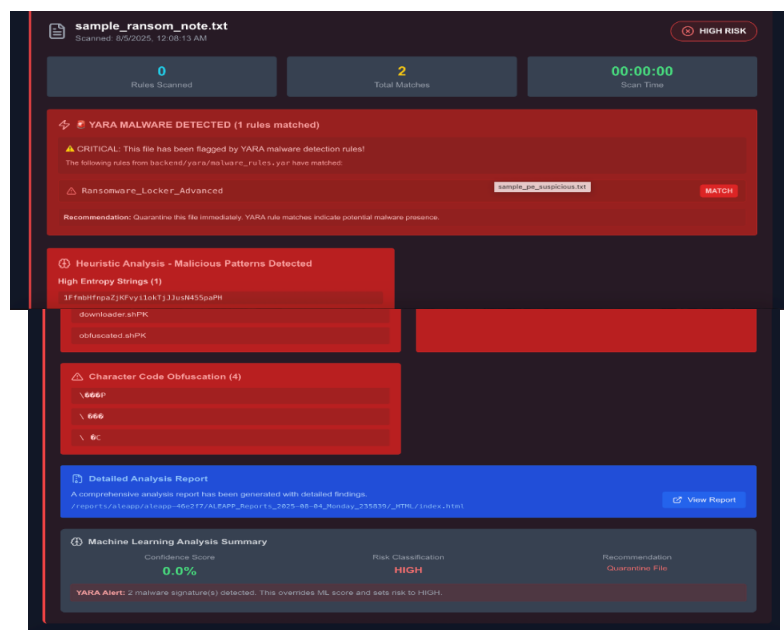 sample_ransom_note.txt
Scanned: 8/5/2025, 12:08:13 AM
HIGH RISK
0
Rules Scanned
2
Total Matches
00:00:00
Scan Time
YARA MALWARE DETECTED (1 rules matched)
CRITICAL: This file has been flagged by YARA malware detection rules!
The following rules from backend/yara/malware_rules.yar have matched:
Ransomware_Locker_Advanced
sample_pe_suspicious.txt
MATCH
Recommendation: Quarantine this file immediately. YARA rule matches indicate potential malware presence.
Heuristic Analysis - Malicious Patterns Detected
High Entropy Strings (1)
1FfmbHfnpaZjKFvyi1okTjJJusN455paPH
downloader.shPK
obfuscated.shPK
Character Code Obfuscation (4)
\���P
\ ���
\ �C
Detailed Analysis Report
A comprehensive analysis report has been generated with detailed findings.
/reports/aleapp/aleapp-46e2f7/ALEAPP_Reports_2025-08-04_Monday_235839/_HTML/index.html
View Report
Machine Learning Analysis Summary
Confidence Score
0.0%
Risk Classification
HIGH
Recommendation
Quarantine File
YARA Alert: 2 malware signature(s) detected. This overrides ML score and sets risk to HIGH.